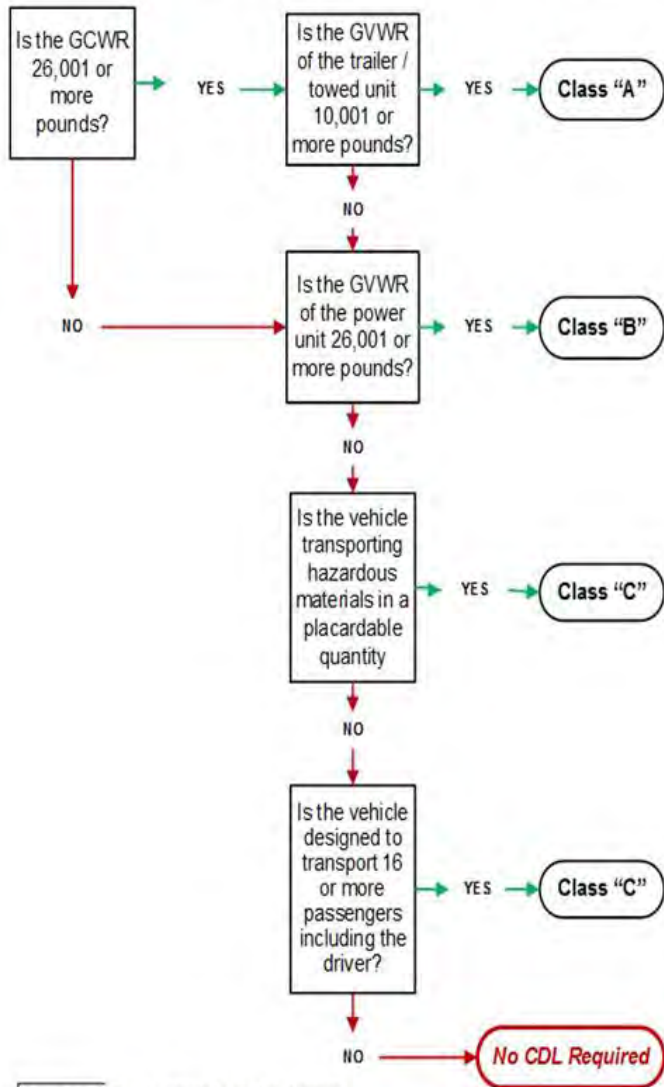 Is the GCWR
26,001 or
more
pounds?
YES
Is the GVWR
of the trailer /
towed unit
10,001 or
more pounds?
YES
Class “A”
NO
NO
Is the GVWR
of the power
unit 26,001 or
more pounds?
YES
Class “B”
NO
Is the vehicle
transporting
hazardous
materials in a
placardable
quantity
YES
Class “C”
NO
Is the vehicle
designed to
transport 16
or more
passengers
including the
driver?
YES
Class “C”
NO
No CDL Required